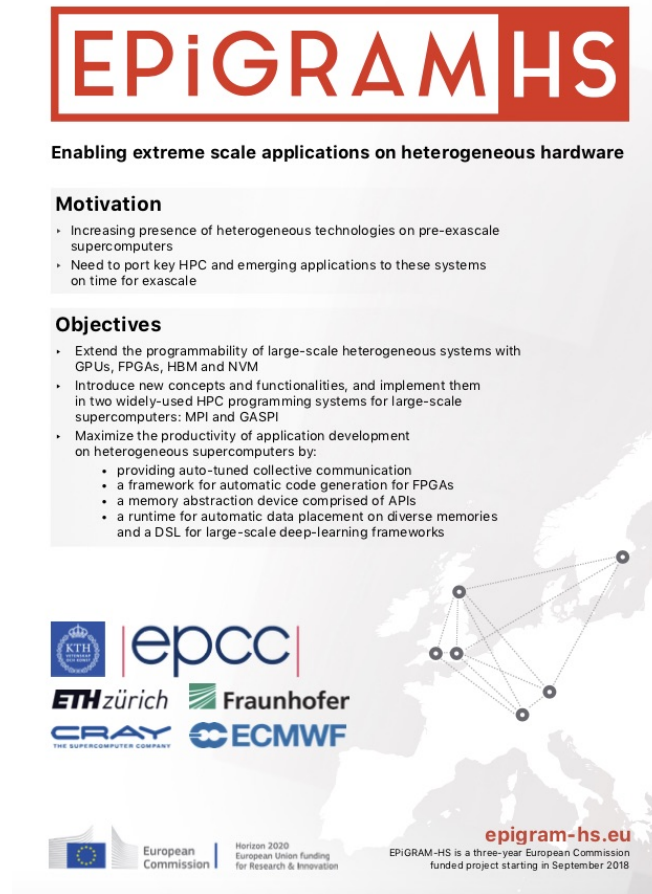 EPiGRAM HS
Enabling extreme scale applications on heterogeneous hardware
Motivation
‣ Increasing presence of heterogeneous technologies on pre-exascale
supercomputers
‣ Need to port key HPC and emerging applications to these systems
on time for exascale
Objectives
‣ Extend the programmability of large-scale heterogeneous systems with
GPUs, FPGAs, HBM and NVM
‣ Introduce new concepts and functionalities, and implement them
in two widely-used HPC programming systems for large-scale
supercomputers: MPI and GASPI
‣ Maximize the productivity of application development
on heterogeneous supercomputers by:
• providing auto-tuned collective communication
• a framework for automatic code generation for FPGAs
• a memory abstraction device comprised of APIs
• a runtime for automatic data placement on diverse memories
and a DSL for large-scale deep-learning frameworks
KTH
|epcc|
ETH zürich
Fraunhofer
CRAY
THE SUPERCOMPUTER COMPANY
ECMWF
European
Commission
Horizon 2020
European Union funding
for Research & Innovation
epigram-hs.eu
EPiGRAM-HS is a three-year European Commission
funded project starting in September 2018